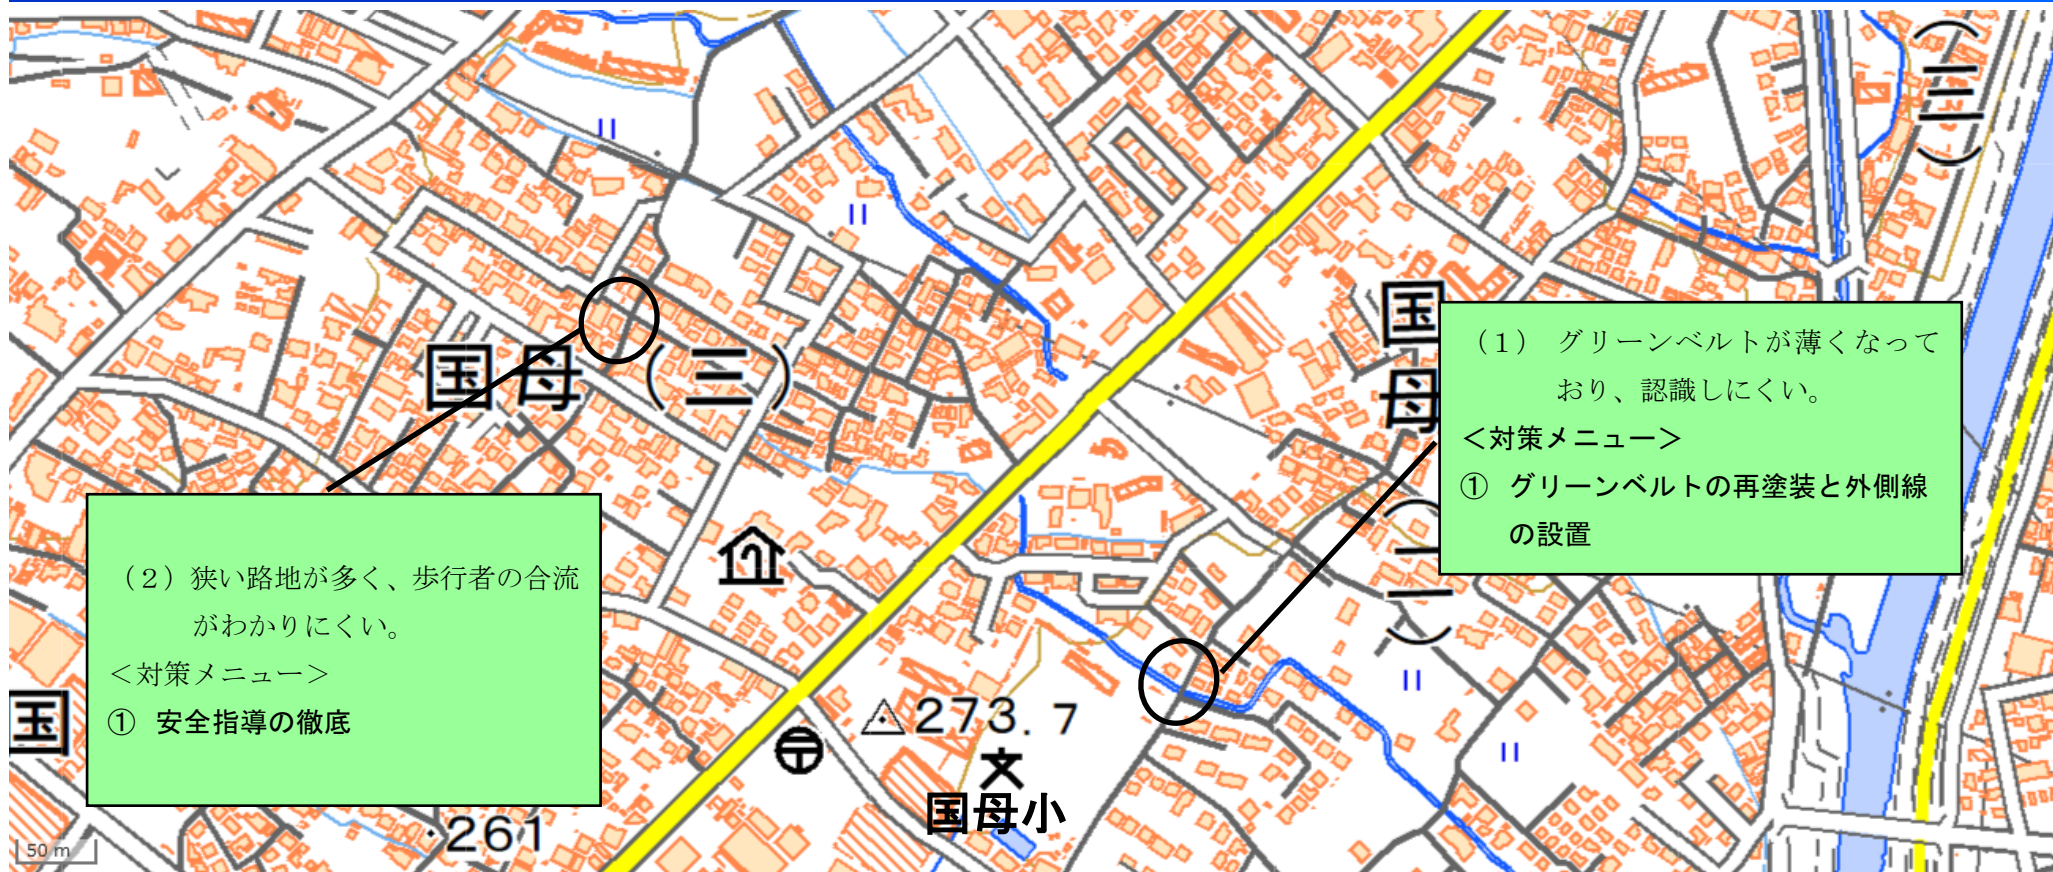 （三）
国母（三）
国母
（二）
（１） グリーンベルトが薄くなって
おり、認識しにくい。
＜対策メニュー＞
① グリーンベルトの再塗装と外側線
の設置
（２）狭い路地が多く、歩行者の合流
がわかりにくい。
＜対策メニュー＞
① 安全指導の徹底
国
273.7
文
国母小
261
50 m